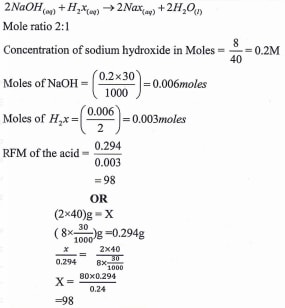 2NaOH(aq) + H₂x(aq) → 2Nax(aq) + 2H₂O(l)
Mole ratio 2:1
Concentration of sodium hydroxide in Moles = 8/40 = 0.2M
Moles of NaOH = (0.2×30/1000) = 0.006moles
Moles of H₂x = (0.006/2) = 0.003moles
RFM of the acid = 0.294/0.003
= 98
OR
(2×40)g = X
(8×30/1000)g =0.294g
x/0.294 = 2×40/8×30/1000
X = 80×0.294/0.24
=98